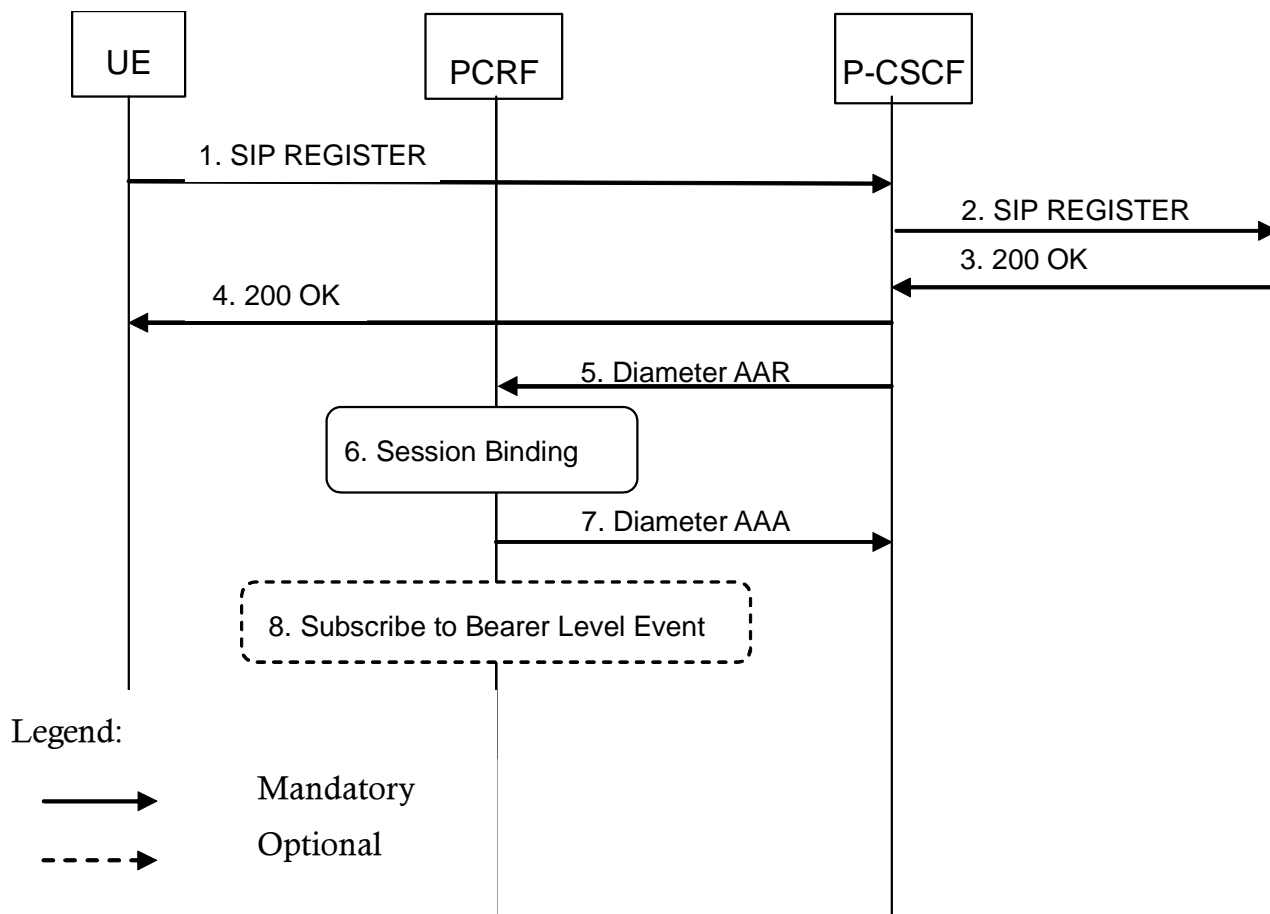 UE
PCRF
P-CSCF
1. SIP REGISTER
2. SIP REGISTER
3. 200 OK
4. 200 OK
5. Diameter AAR
6. Session Binding
7. Diameter AAA
8. Subscribe to Bearer Level Event
Legend:
Mandatory
Optional